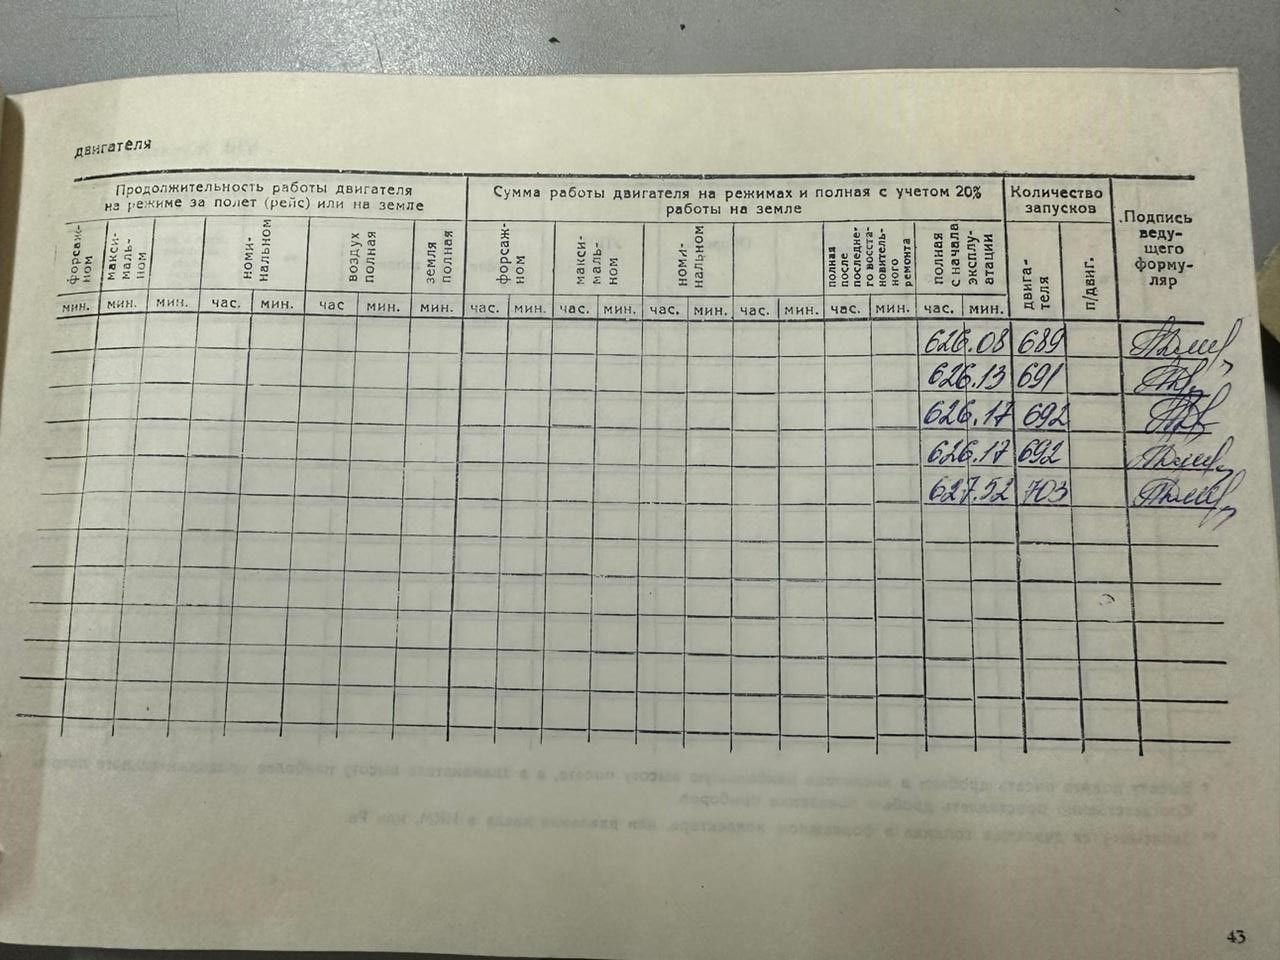 двигателя
Продолжительность работы двигателя
на режиме за полет (рейс) или на земле
Сумма работы двигателя на режимах и полная с учетом 20%
работы на земле
Количество
запусков
Подпись
веду-
щего
форму-
ляр
форсаж-
ном
макси-
маль-
ном
номи-
нальном
воздух
полная
земля
полная
форсаж-
ном
макси-
маль-
ном
номи-
нальном
полная
после
последне-
го восста-
новитель-
ного
ремонта
полная
с начала
эксплу-
атации
двига-
теля
п/двиг.
мин. мин. мин. час. мин. час мин. мин. час. мин. час. мин. час. мин. час. мин. час. мин. час. мин.
626.08 689
626.13 691
626.17 692
626.17 692
627.52 703
43